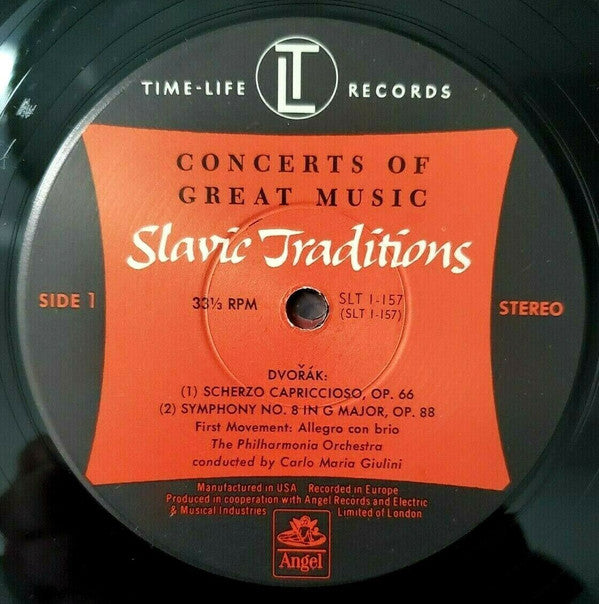 TIME-LIFE TL RECORDS
CONCERTS OF
GREAT MUSIC
Slavic Traditions
SIDE 1 33⅓ RPM SLT 1-157 STEREO
(SLT 1-157)
DVOŘÁK:
(1) SCHERZO CAPRICCIOSO, OP. 66
(2) SYMPHONY NO. 8 IN G MAJOR, OP. 88
First Movement: Allegro con brio
The Philharmonia Orchestra
conducted by Carlo Maria Giulini
Manufactured in USA Recorded in Europe
Produced in cooperation with Angel Records and Electric
& Musical Industries Limited of London
Angel